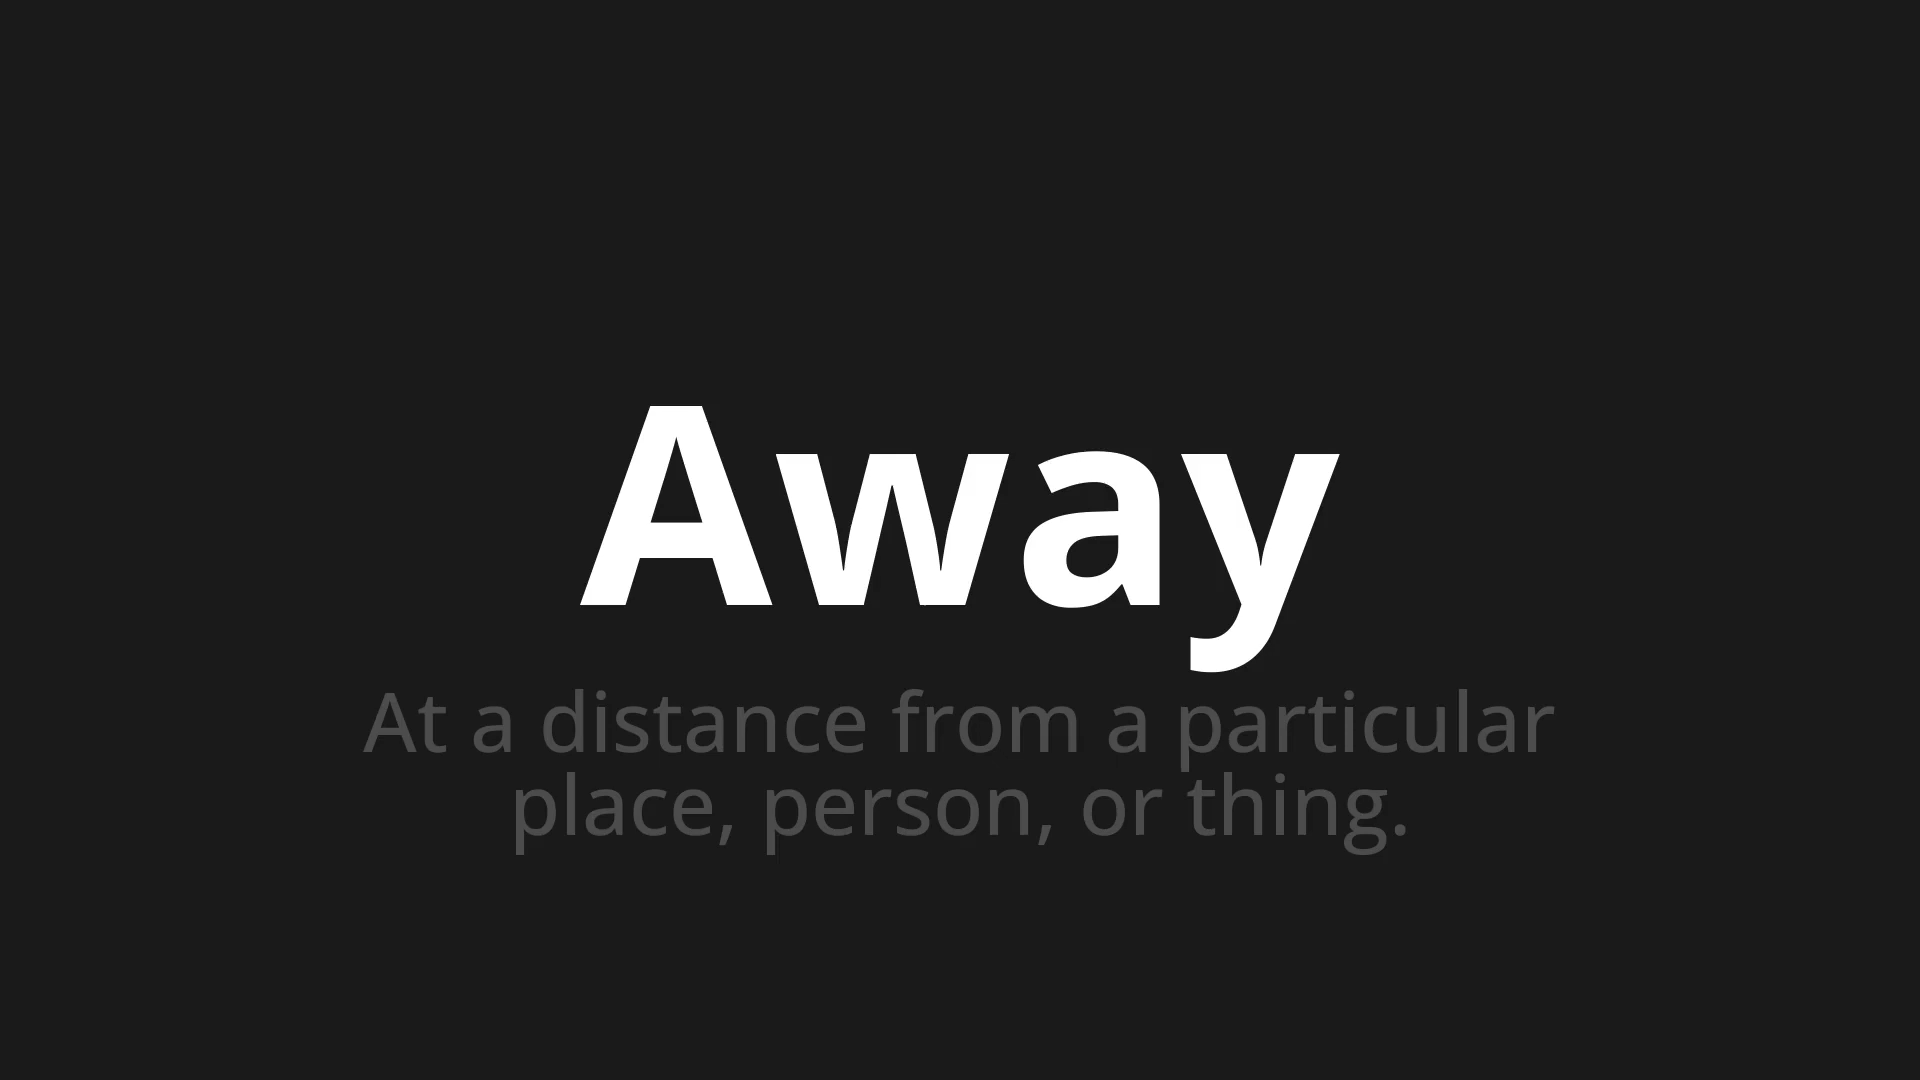 Away
At a distance from a particular
place, person, or thing.